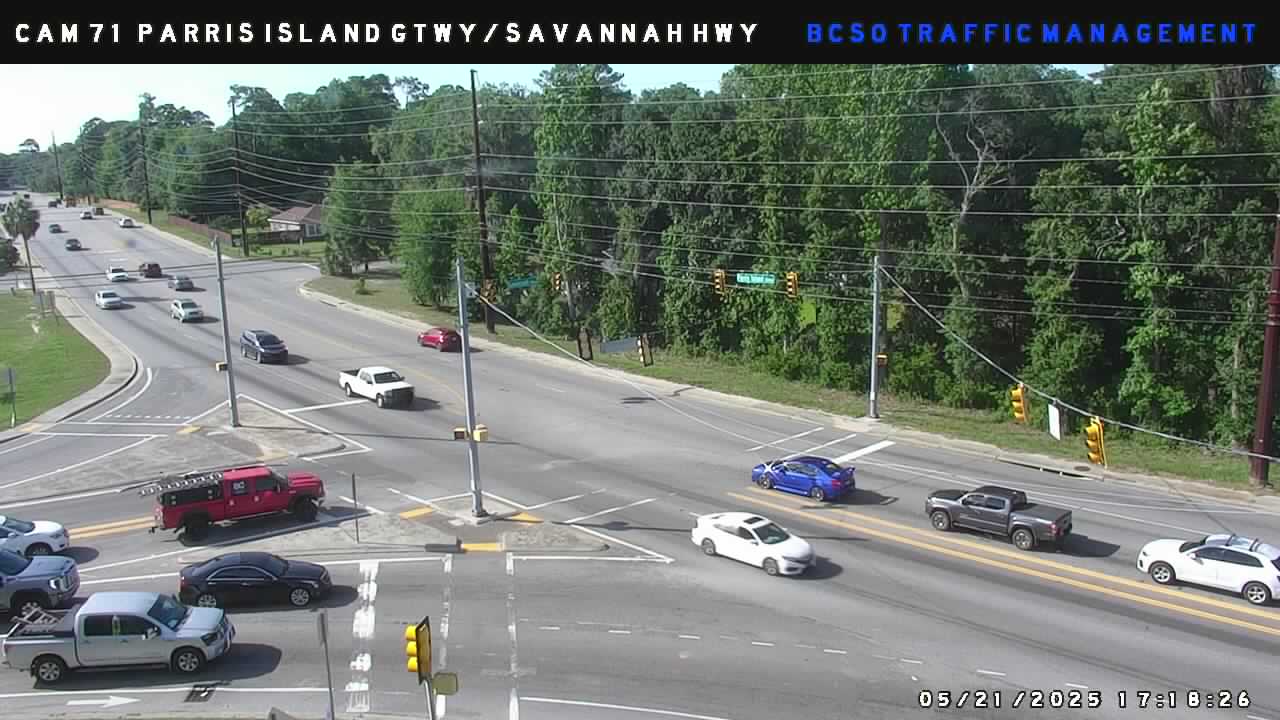 CAM 71 PARRIS ISLAND GTWY/SAVANNAH HWY BCSO TRAFFIC MANAGEMENT
05/21/2025 17:18:26